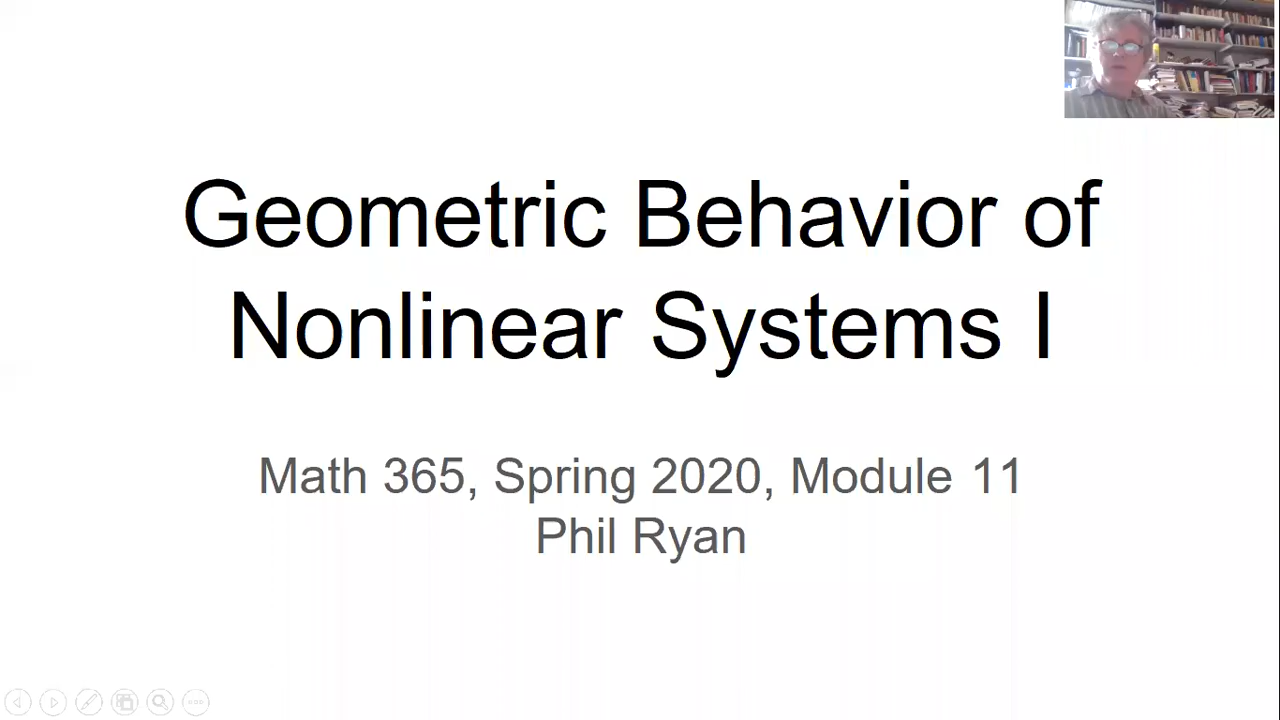 Geometric Behavior of
Nonlinear Systems I
Math 365, Spring 2020, Module 11
Phil Ryan